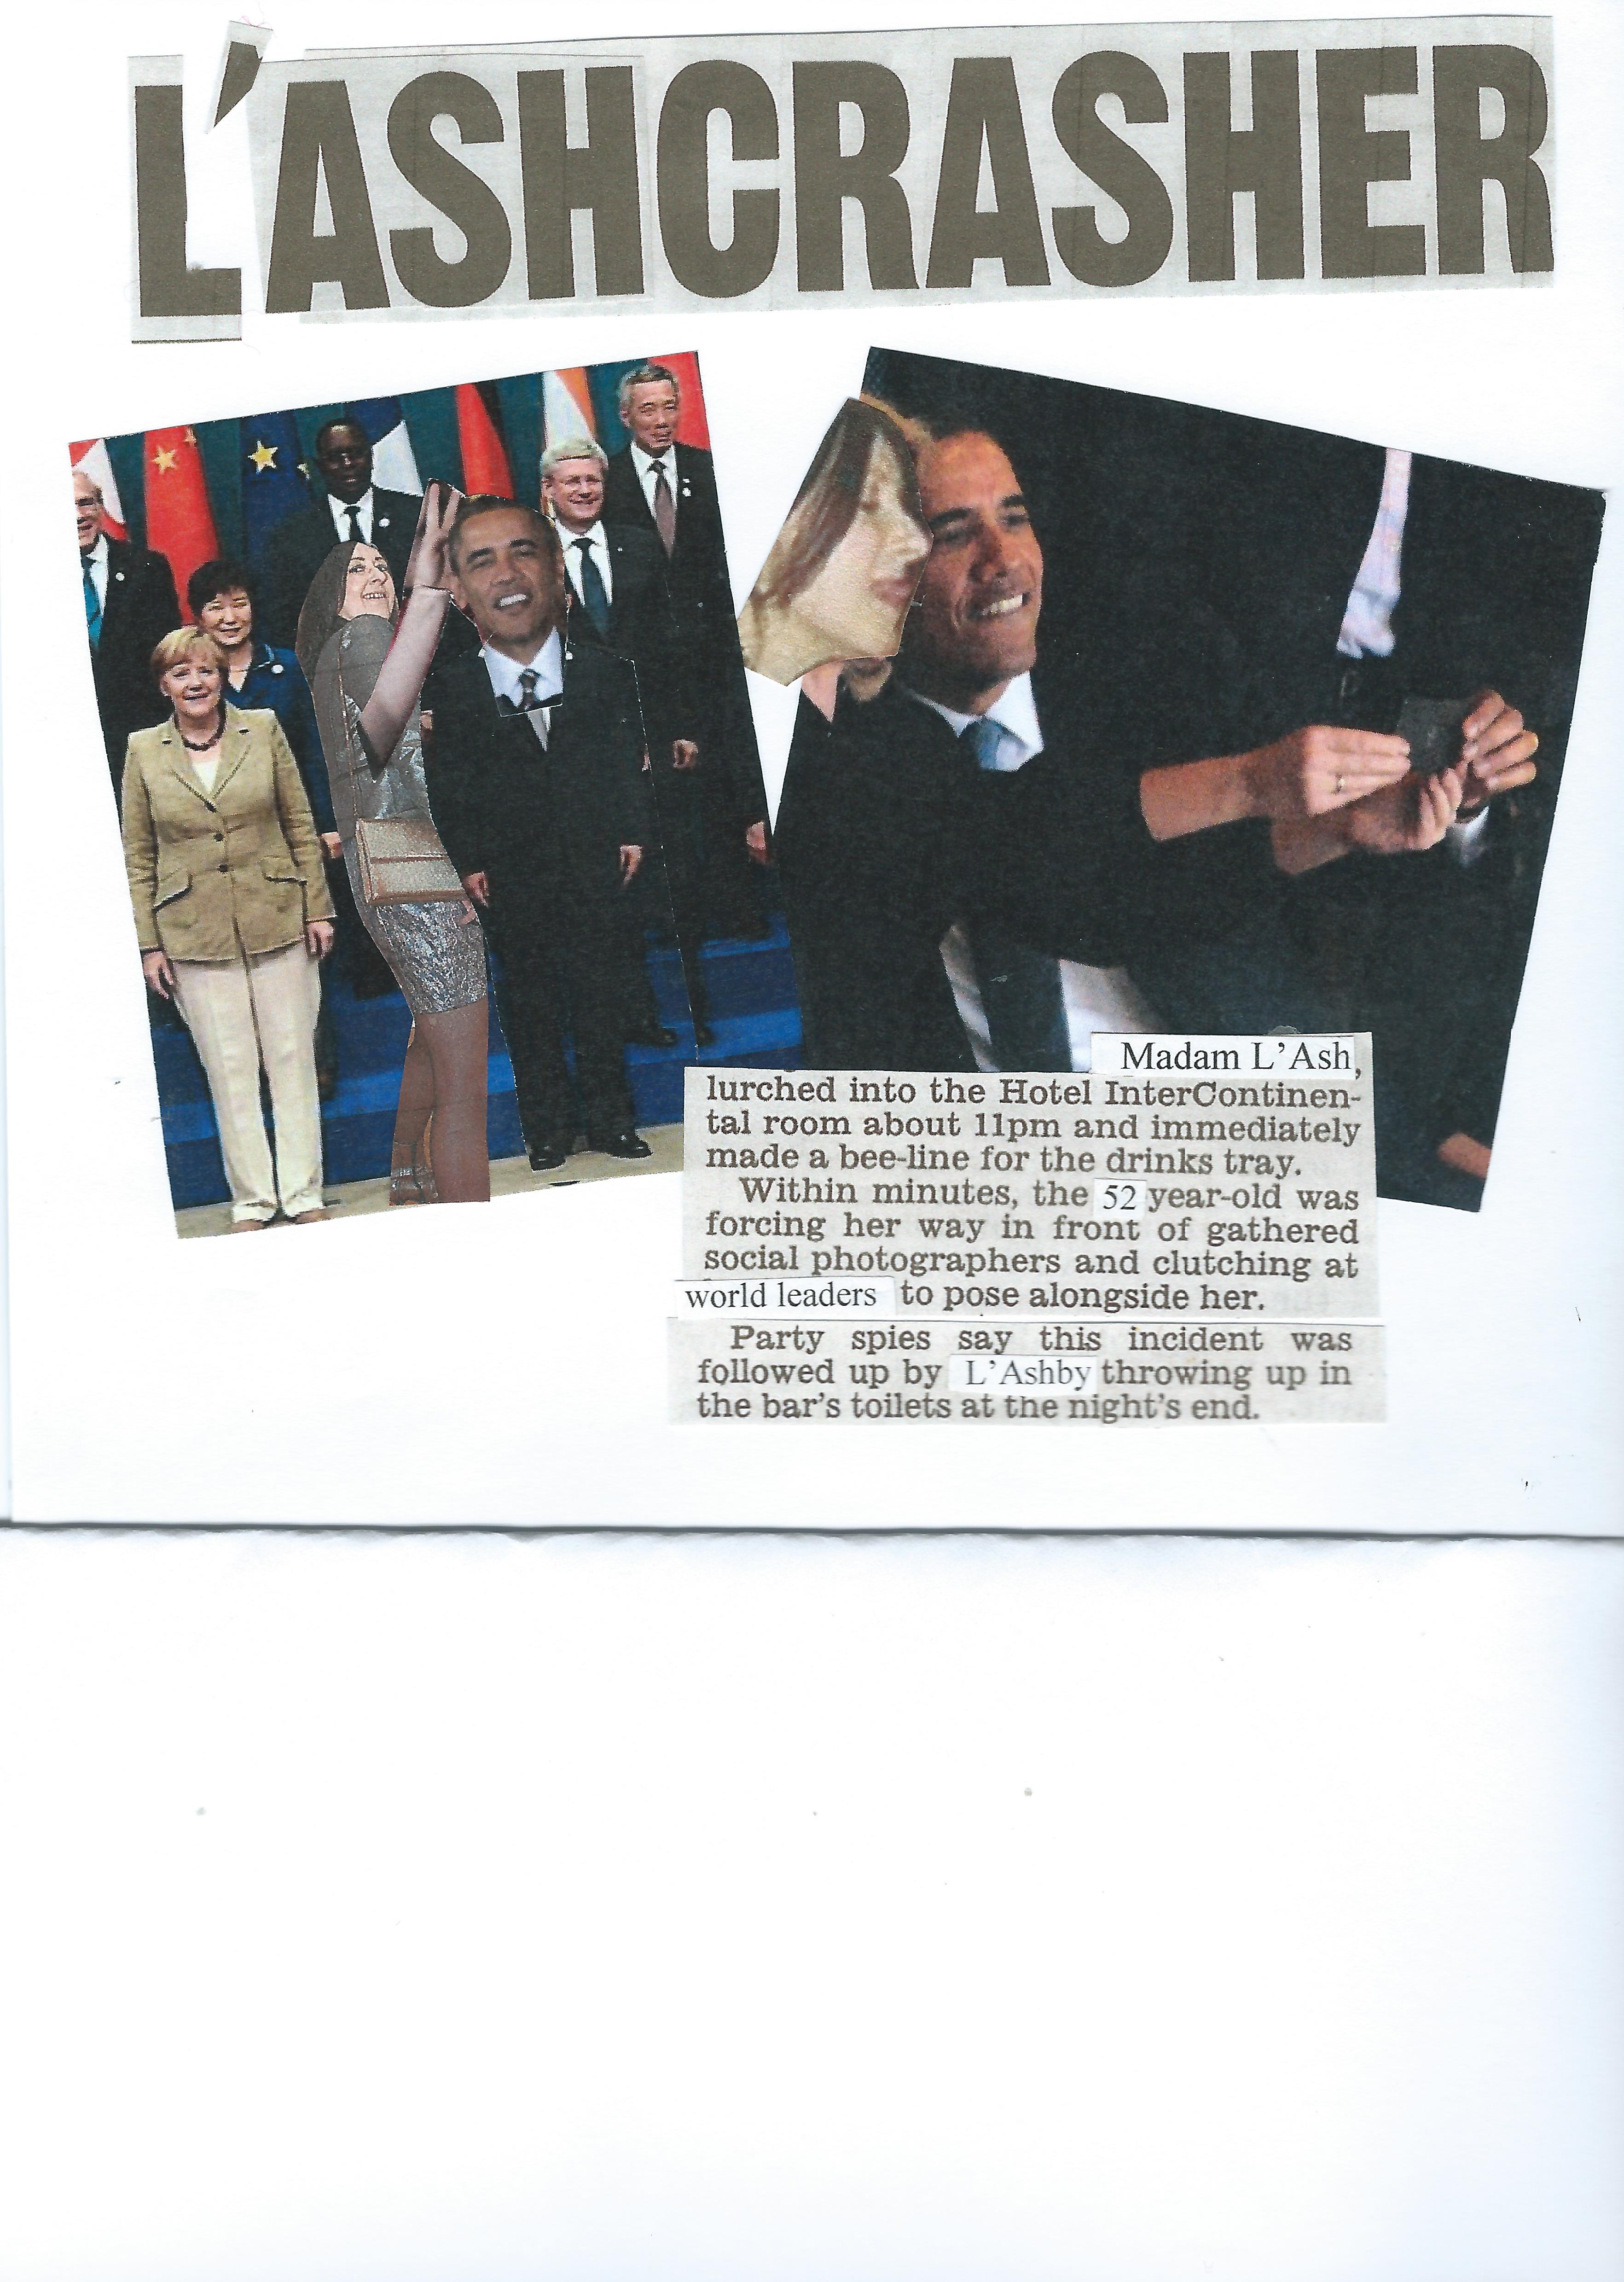 L'ASHCRASHER
Madam L'Ash,
lurched into the Hotel InterContinen-
tal room about 11pm and immediately
made a bee-line for the drinks tray.
Within minutes, the 52 year-old was
forcing her way in front of gathered
social photographers and clutching at
world leaders to pose alongside her.
Party spies say this incident was
followed up by L'Ashby throwing up in
the bar's toilets at the night's end.